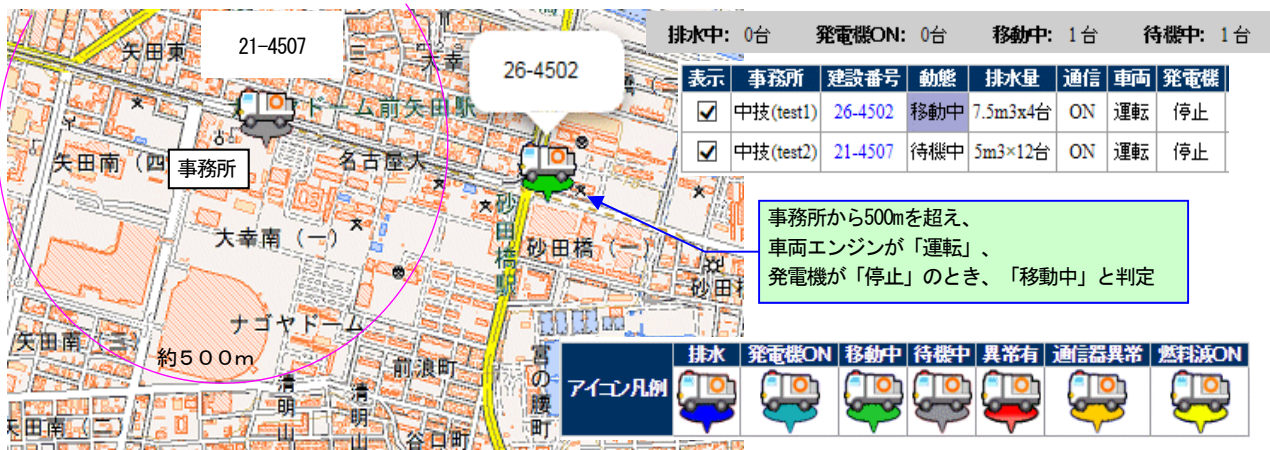 排水中: 0台 発電機ON: 0台 移動中: 1台 待機中: 1台
表示 事務所 建設番号 動態 排水量 通信 車両 発電機
中技(test1) 26-4502 移動中 7.5m3x4台 ON 運転 停止
中技(test2) 21-4507 待機中 5m3×12台 ON 運転 停止
21-4507
26-4502
矢田東
大幸
ナゴヤドーム前矢田駅
矢田南（四
事務所
名古屋大
大幸南（一）
砂田橋駅
砂田橋（一）
砂田
ナゴヤドーム
矢田南（三）
約500m
前浪町
清明山
清明山
谷口町
宮の腰町
矢田南（二）
事務所から500mを超え、
車両エンジンが「運転」、
発電機が「停止」のとき、「移動中」と判定
アイコン凡例
排水 発電機ON 移動中 待機中 異常有 通信器異常 燃料減ON